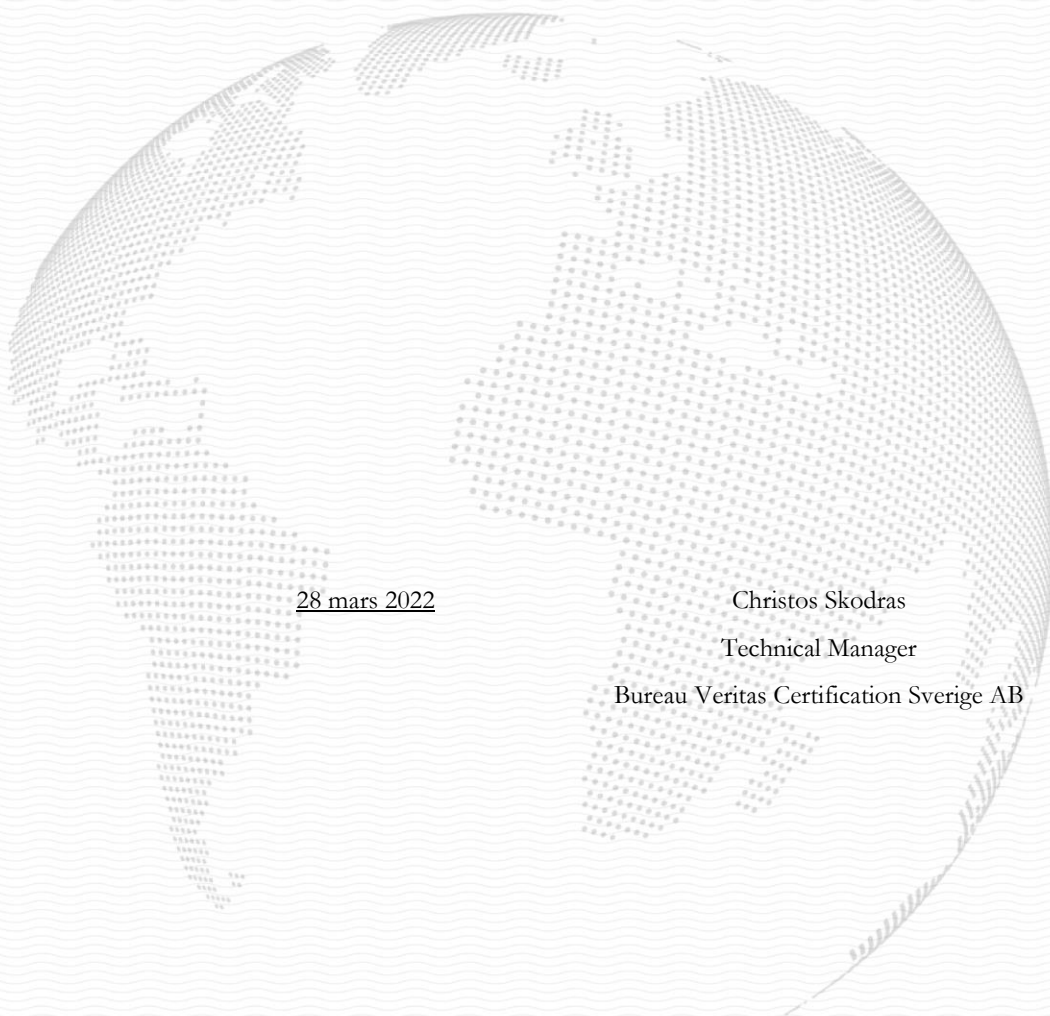 28 mars 2022
Christos Skodras
Technical Manager
Bureau Veritas Certification Sverige AB